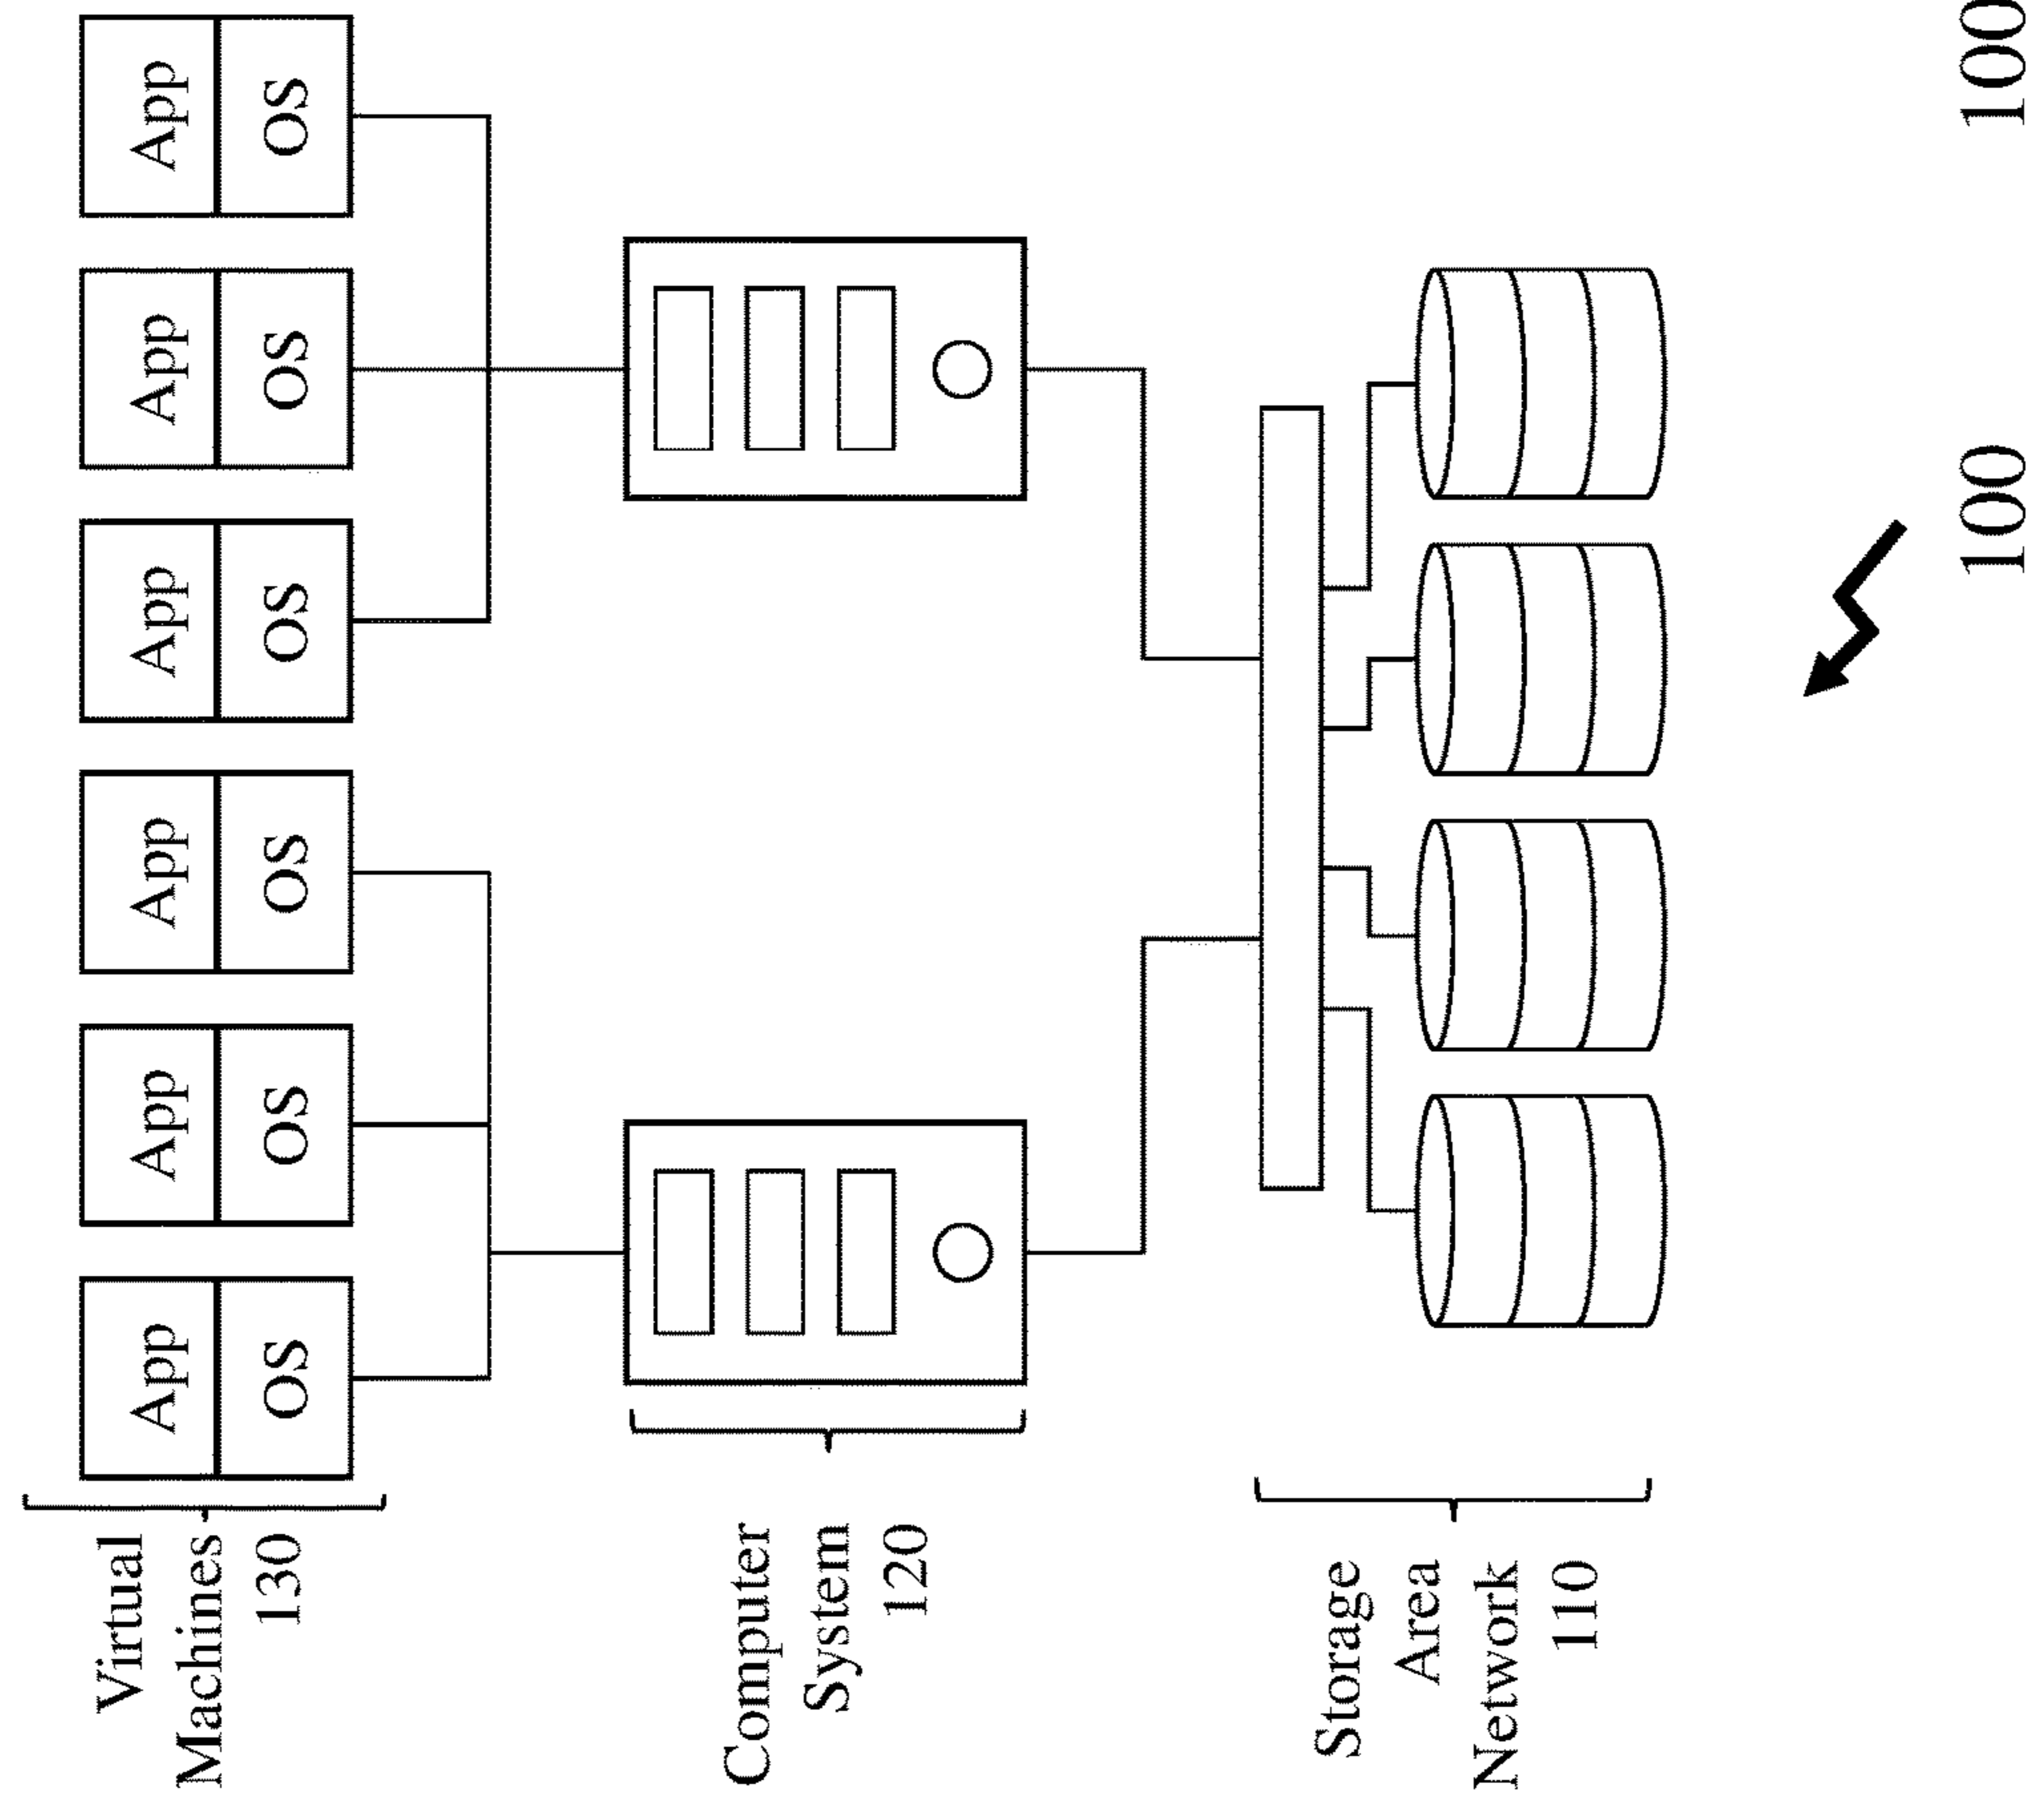 Virtual
Machines
130
App
OS
App
OS
App
OS
App
OS
App
OS
App
OS
Computer
System
120
Storage
Area
Network
110
100
100